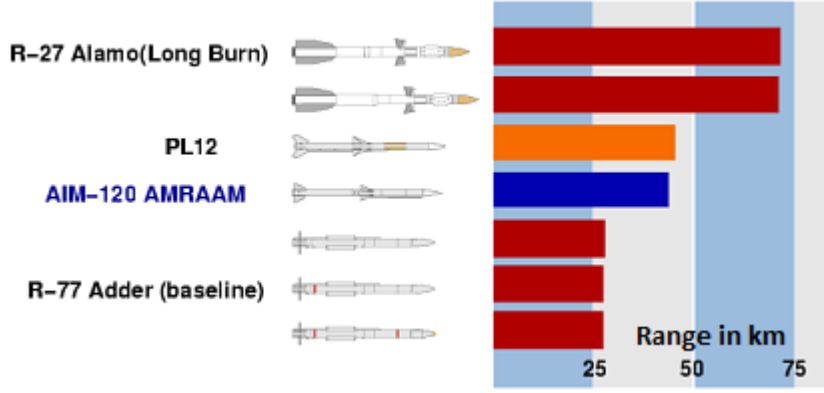 R-27 Alamo(Long Burn)
PL12
AIM-120 AMRAAM
R-77 Adder (baseline)
Range in km
25 50 75